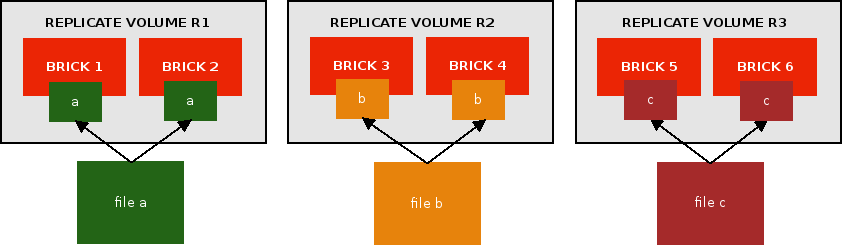 REPLICATE VOLUME R1
BRICK 1
BRICK 2
a
a
file a
REPLICATE VOLUME R2
BRICK 3
BRICK 4
b
b
file b
REPLICATE VOLUME R3
BRICK 5
BRICK 6
c
c
file c